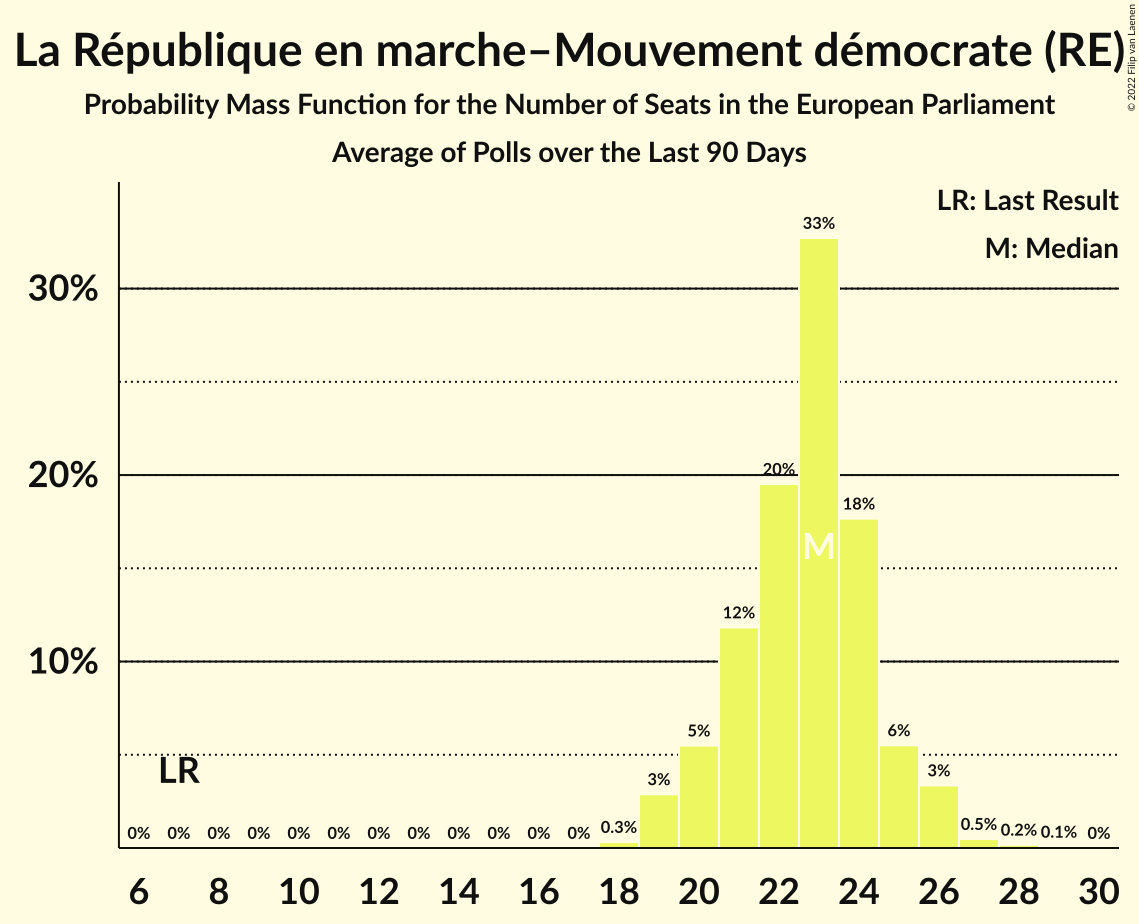 La République en marche–Mouvement démocrate (RE)
© 2022 Filip van Laenen
Probability Mass Function for the Number of Seats in the European Parliament
Average of Polls over the Last 90 Days
LR: Last Result
M: Median
33%
30%
20%
20%
18%
M
12%
10%
5%
6%
LR
3%
3%
0% 0% 0% 0% 0% 0% 0% 0% 0% 0% 0% 0% 0.3% 0.5% 0.2% 0.1% 0%
6 8 10 12 14 16 18 20 22 24 26 28 30